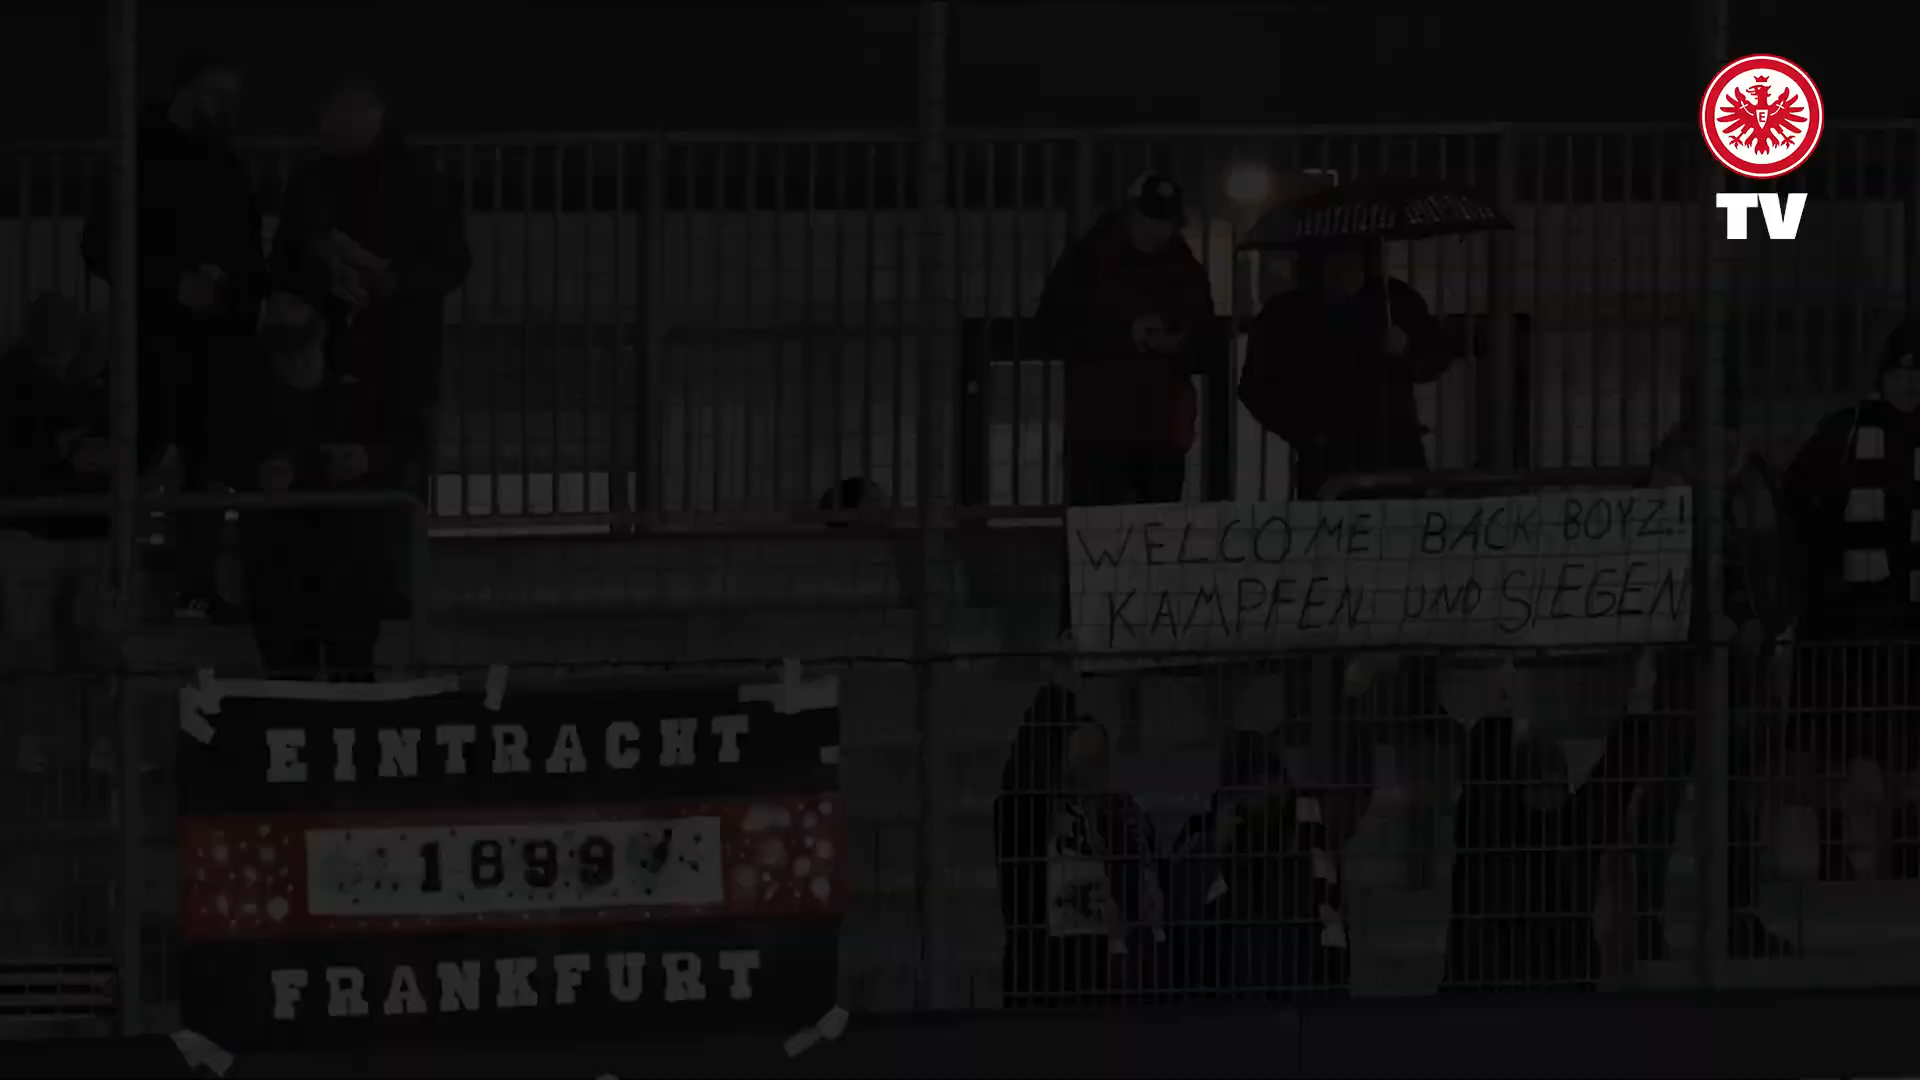 TV
WELCOME BACK BOYZ!
KAMPFEN UND SIEGEN
EINTRACHT
1899
FRANKFURT